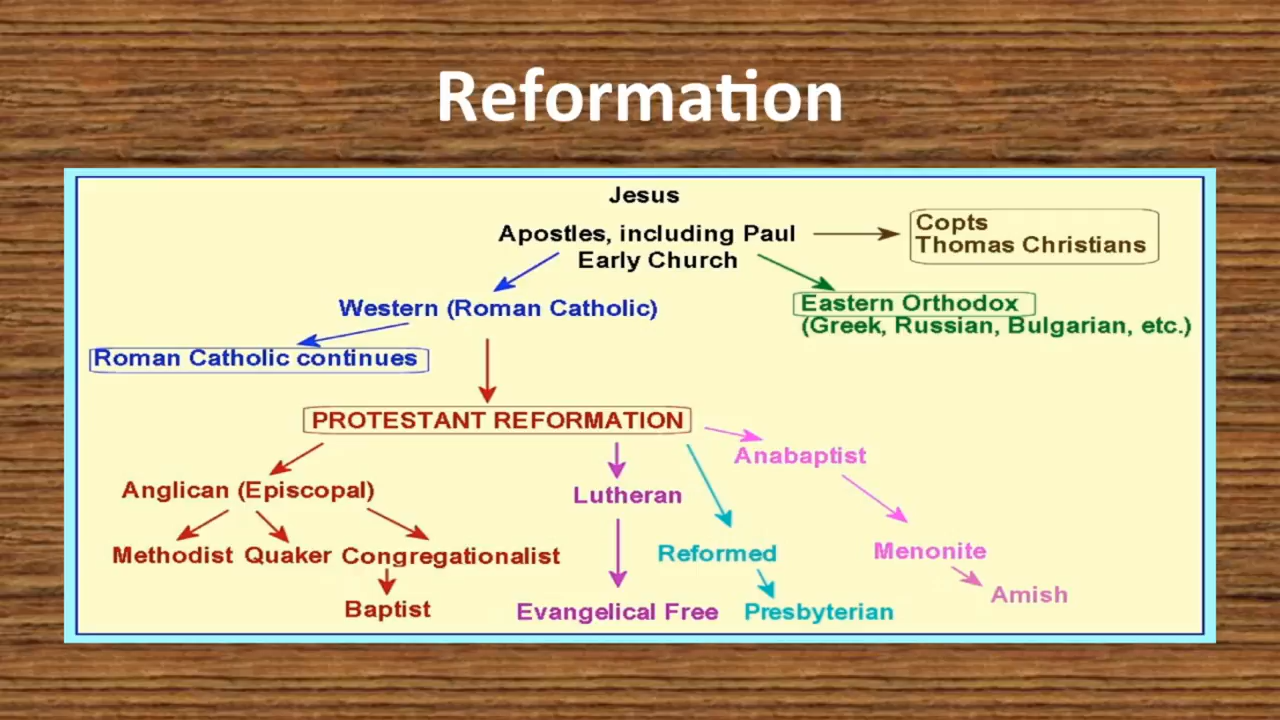 Reformation
Jesus
Apostles, including Paul
Early Church
Copts
Thomas Christians
Western (Roman Catholic)
Eastern Orthodox
(Greek, Russian, Bulgarian, etc.)
Roman Catholic continues
PROTESTANT REFORMATION
Anabaptist
Anglican (Episcopal)
Lutheran
Methodist Quaker Congregationalist
Reformed
Menonite
Amish
Baptist
Evangelical Free
Presbyterian